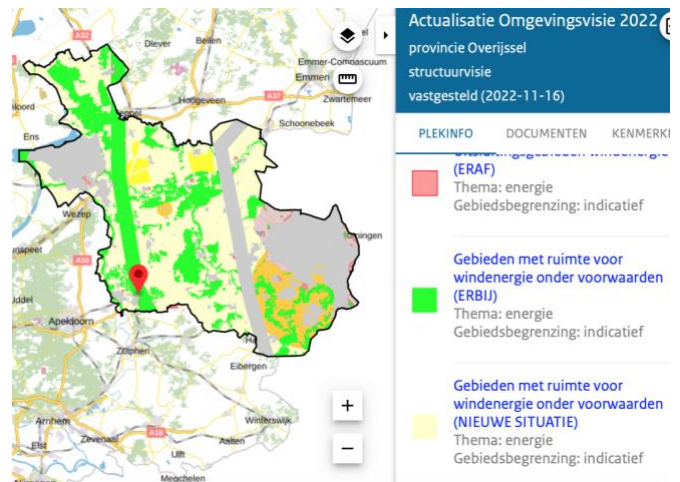 Actualisatie Omgevingsvisie 2022
provincie Overijssel
structuurvisie
vastgesteld (2022-11-16)
PLEKINFO
DOCUMENTEN
KENMERK
(ERAF)
Thema: energie
Gebiedsbegrenzing: indicatief
Gebieden met ruimte voor
windenergie onder voorwaarden
(ERBIJ)
Thema: energie
Gebiedsbegrenzing: indicatief
Gebieden met ruimte voor
windenergie onder voorwaarden
(NIEUWE SITUATIE)
Thema: energie
Gebiedsbegrenzing: indicatief
A32
Diever
Beilen
Emmer-Compascuum
Emmen
A37
Zwartemeer
Hoogeveen
Schoonebeek
Ens
Wezep
A50
Apeldoorn
Zutphen
Eibergen
Arnhem
Elst
Zevenaar
A18
Ulft
Aalten
Winterswijk
Megchelen
+
−